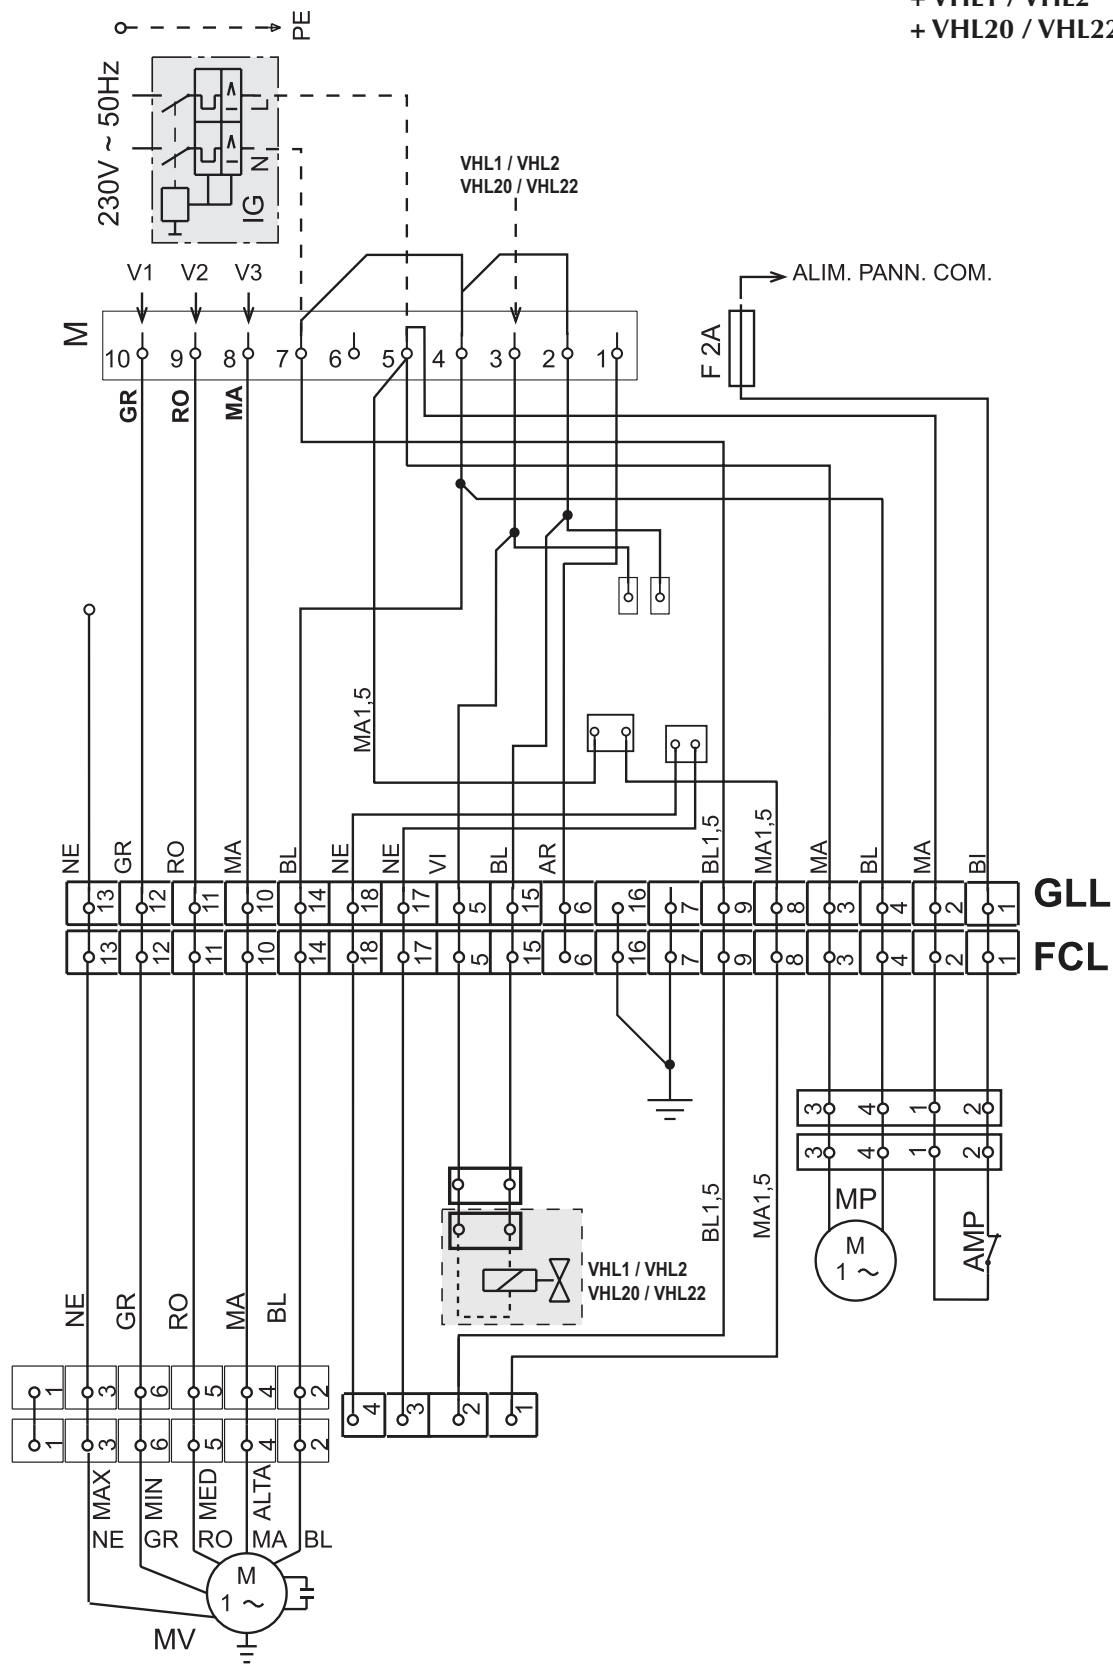 + VHL1 / VHL2
+ VHL20 / VHL22
PE
230V ~ 50Hz
L
N
IG
VHL1 / VHL2
VHL20 / VHL22
V1 V2 V3
ALIM. PANN. COM.
M
F 2A
10 9 8 7 6 5 4 3 2 1
GR RO MA
MA1,5
NE GR RO MA BL NE NE VI BL AR BL1,5 MA1,5 MA BL MA BI
13 12 11 10 14 18 17 5 15 6 16 7 9 8 3 4 2 1
GLL
13 12 11 10 14 18 17 5 15 6 16 7 9 8 3 4 2 1
FCL
3 4 1 2
3 4 1 2
BL1,5 MA1,5
MP
M
1 ~
AMP
VHL1 / VHL2
VHL20 / VHL22
NE GR RO MA BL
1 3 6 5 4 2
4 3 2 1
1 3 6 5 4 2
MAX MIN MED ALTA
NE GR RO MA BL
M
1 ~
MV